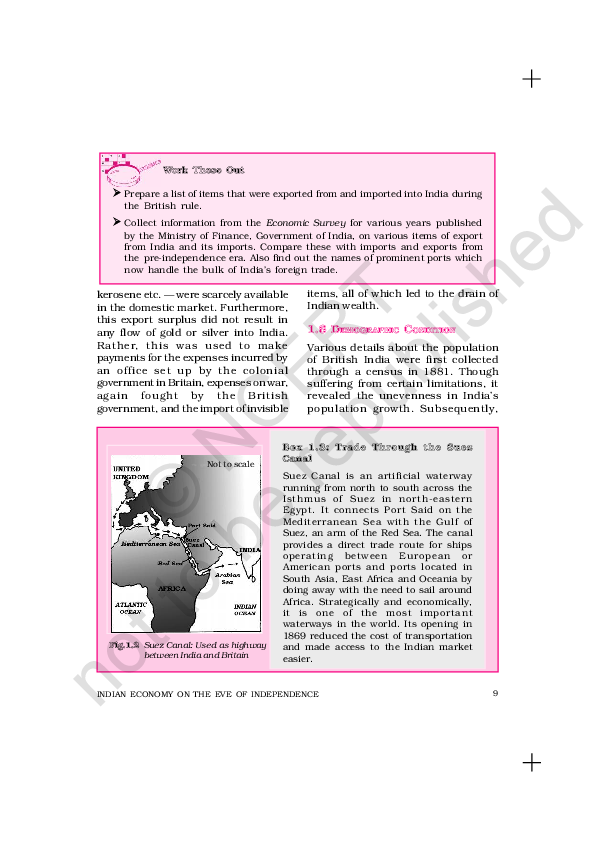 Work These Out
➤ Prepare a list of items that were exported from and imported into India during
the British rule.
➤ Collect information from the Economic Survey for various years published
by the Ministry of Finance, Government of India, on various items of export
from India and its imports. Compare these with imports and exports from
the pre-independence era. Also find out the names of prominent ports which
now handle the bulk of India's foreign trade.
kerosene etc. — were scarcely available
in the domestic market. Furthermore,
this export surplus did not result in
any flow of gold or silver into India.
Rather, this was used to make
payments for the expenses incurred by
an office set up by the colonial
government in Britain, expenses on war,
again fought by the British
government, and the import of invisible
items, all of which led to the drain of
Indian wealth.
1.6 DEMOGRAPHIC CONDITION
Various details about the population
of British India were first collected
through a census in 1881. Though
suffering from certain limitations, it
revealed the unevenness in India's
population growth. Subsequently,
Not to scale
UNITED
KINGDOM
Port Said
Mediterranean Sea
Suez
Canal
INDIA
Red Sea
Arabian
Sea
AFRICA
ATLANTIC
OCEAN
INDIAN
OCEAN
Fig.1.2 Suez Canal: Used as highway
between India and Britain
Box 1.2: Trade Through the Suez
Canal
Suez Canal is an artificial waterway
running from north to south across the
Isthmus of Suez in north-eastern
Egypt. It connects Port Said on the
Mediterranean Sea with the Gulf of
Suez, an arm of the Red Sea. The canal
provides a direct trade route for ships
operating between European or
American ports and ports located in
South Asia, East Africa and Oceania by
doing away with the need to sail around
Africa. Strategically and economically,
it is one of the most important
waterways in the world. Its opening in
1869 reduced the cost of transportation
and made access to the Indian market
easier.
INDIAN ECONOMY ON THE EVE OF INDEPENDENCE 9
© NCERT
not to be republished